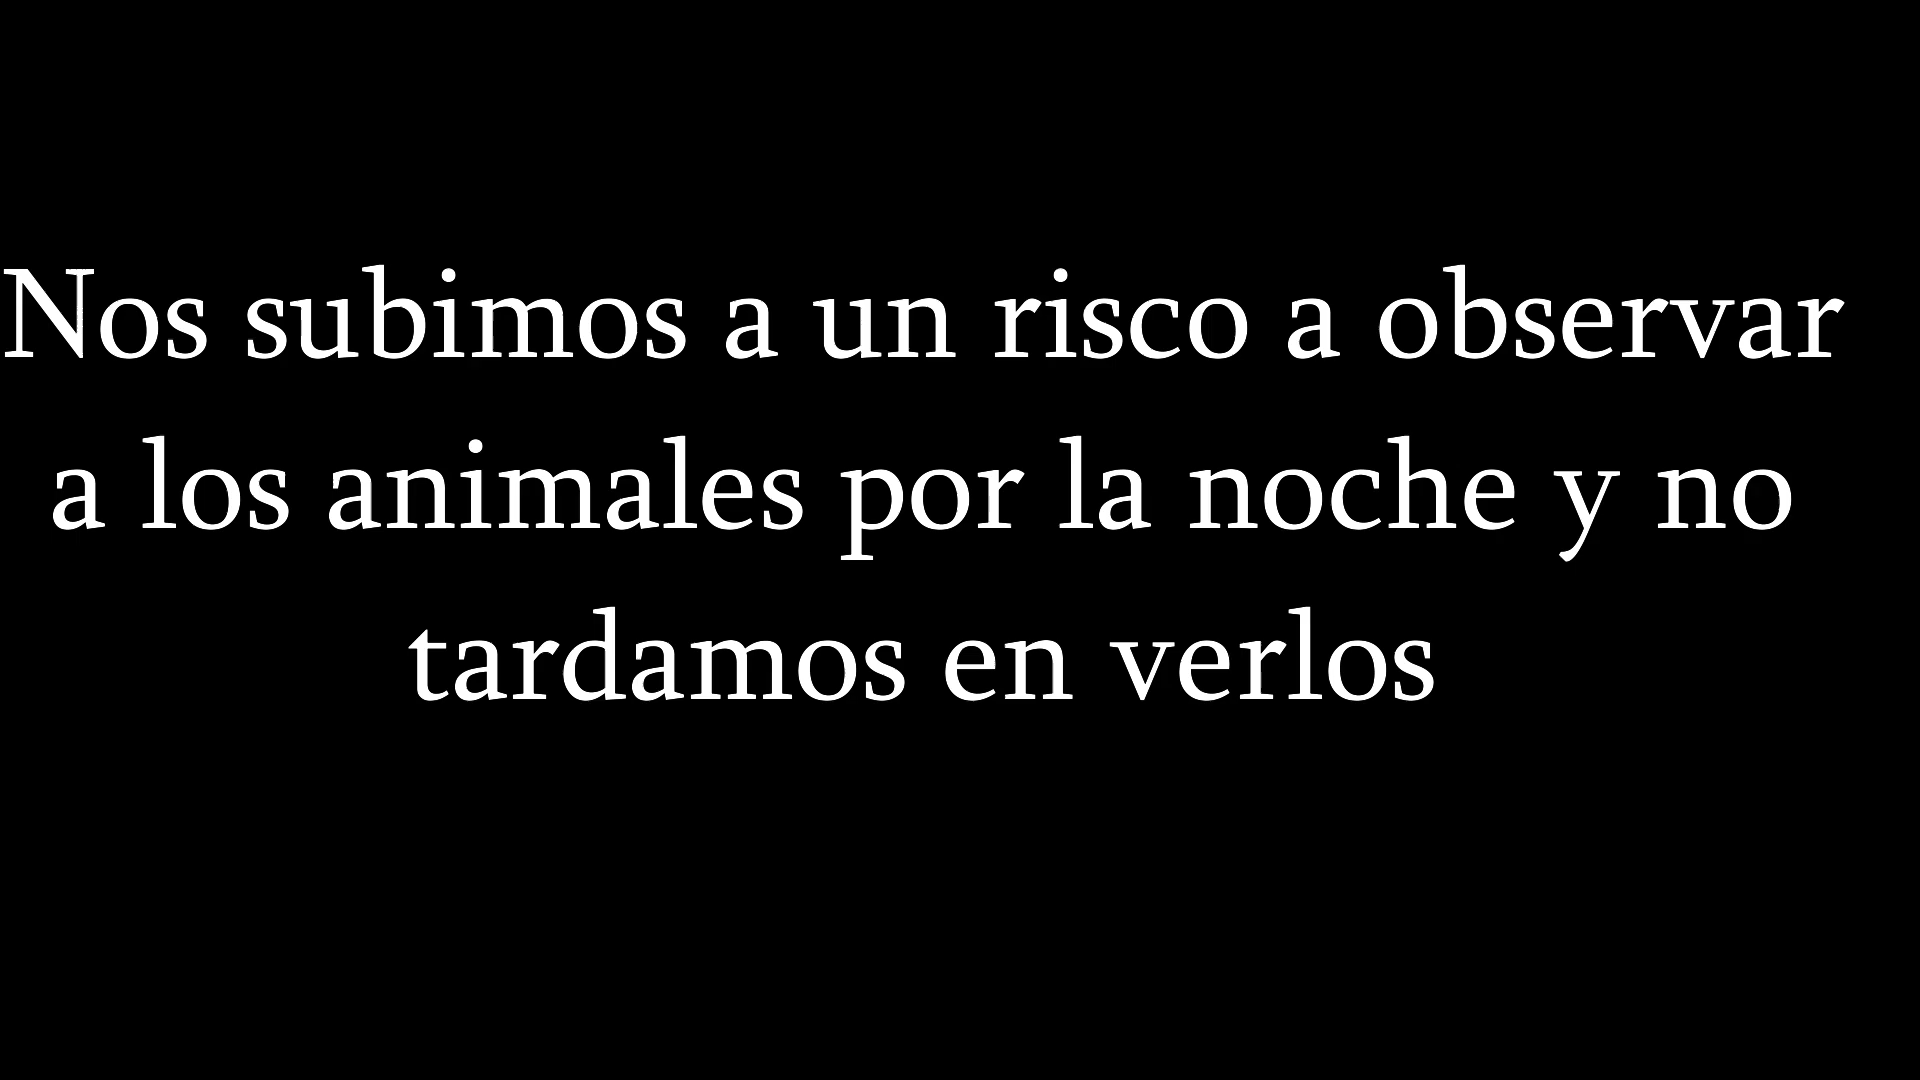 Nos subimos a un risco a observar
a los animales por la noche y no
tardamos en verlos